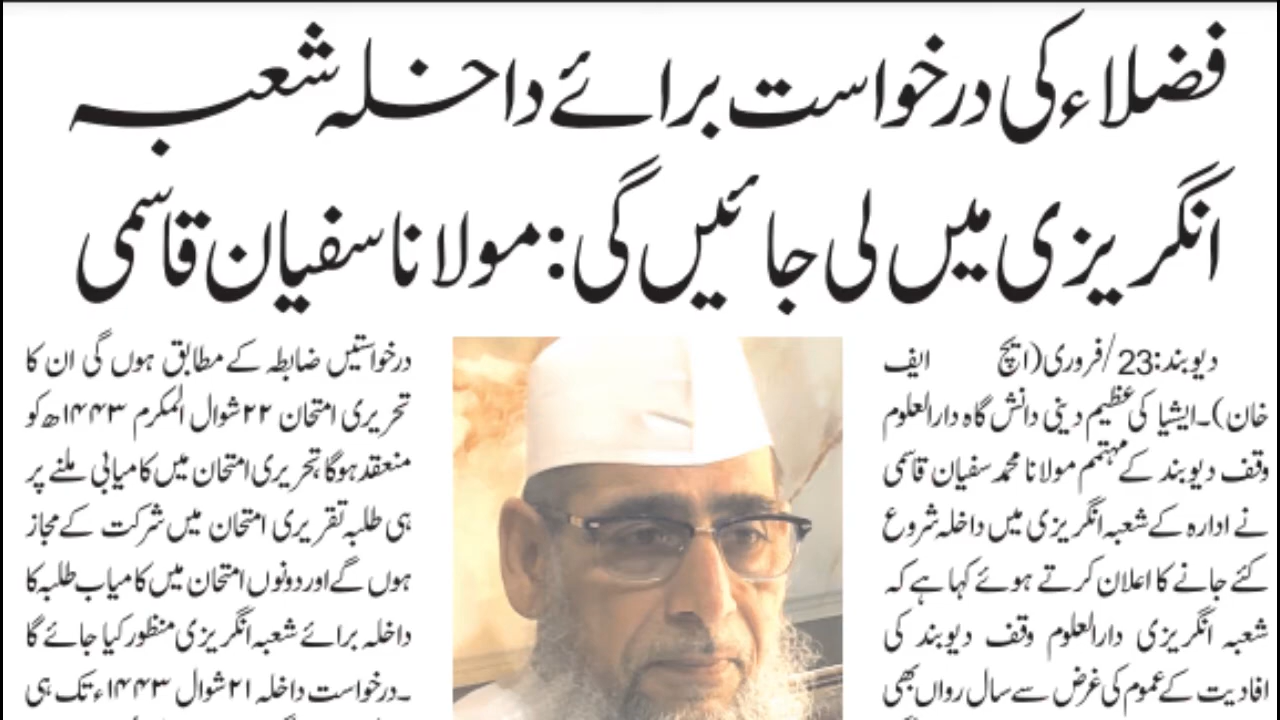 فضلاء کی درخواست برائے داخلہ شعبہ
انگریزی میں لی جائیں گی: مولانا سفیان قاسمی
دیوبند:23/فروری (ایچ ایف
خان)۔ایشیا کی عظیم دینی دانش گاہ دارالعلوم
وقف دیوبند کے مہتمم مولانا محمد سفیان قاسمی
نے ادارہ کے شعبہ انگریزی میں داخلہ شروع
کئے جانے کا اعلان کرتے ہوئے کہا ہے کہ
شعبہ انگریزی دارالعلوم وقف دیوبند کی
افادیت کے عموم کی غرض سے سال رواں بھی
درخواستیں ضابطہ کے مطابق ہوں گی ان کا
تحریری امتحان ۲۲ شوال المکرم ۱۴۴۳ھ کو
منعقد ہوگا، تحریری امتحان میں کامیابی ملنے پر
ہی طلبہ تقریری امتحان میں شرکت کے مجاز
ہوں گے اور دونوں امتحان میں کامیاب طلبہ کا
داخلہ برائے شعبہ انگریزی منظور کیا جائے گا
۔درخواست داخلہ ۲۱ شوال ۱۴۴۳ء تک ہی